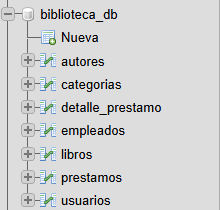 biblioteca_db
Nueva
autores
categorias
detalle_prestamo
empleados
libros
prestamos
usuarios